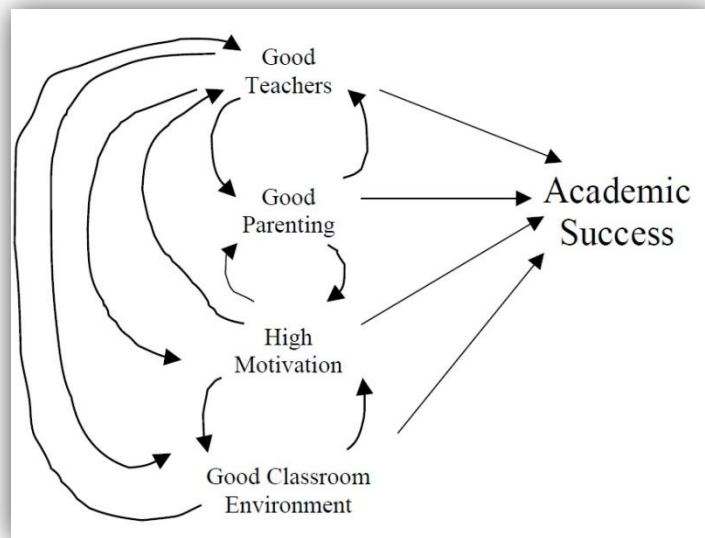 Good
Teachers
Good
Parenting
Academic
Success
High
Motivation
Good Classroom
Environment